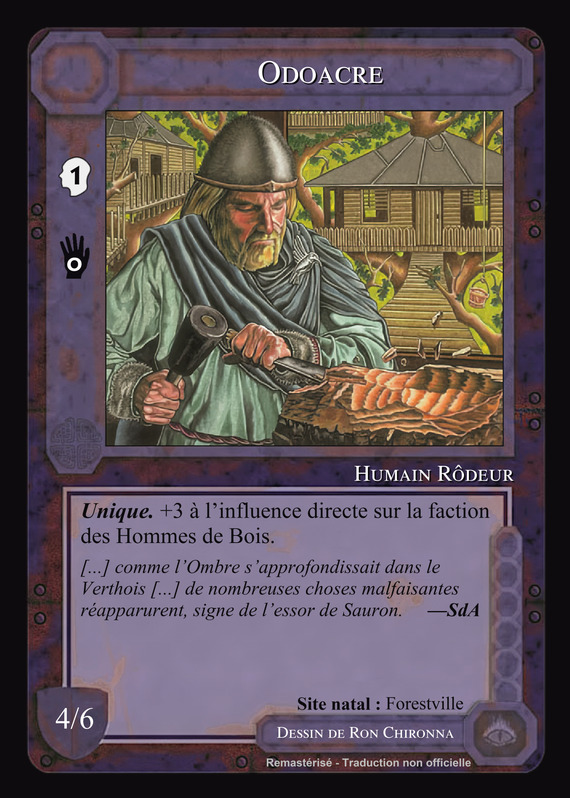 Odoacre
1
0
Humain Rôdeur
Unique. +3 à l’influence directe sur la faction
des Hommes de Bois.
[...] comme l’Ombre s’approfondissait dans le
Verthois [...] de nombreuses choses malfaisantes
réapparurent, signe de l’essor de Sauron. —SdA
Site natal : Forestville
4/6
Dessin de Ron Chironna
Remastérisé - Traduction non officielle